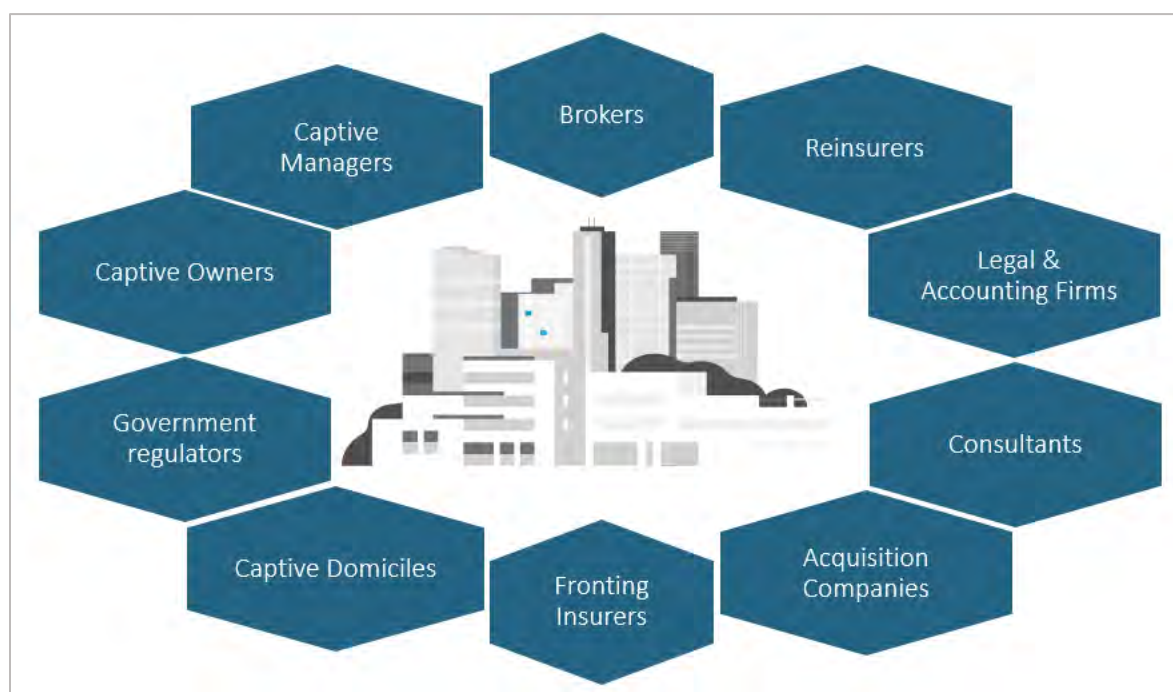 Brokers
Captive
Managers
Reinsurers
Captive Owners
Legal &
Accounting Firms
Government
regulators
Consultants
Captive Domiciles
Fronting
Insurers
Acquisition
Companies